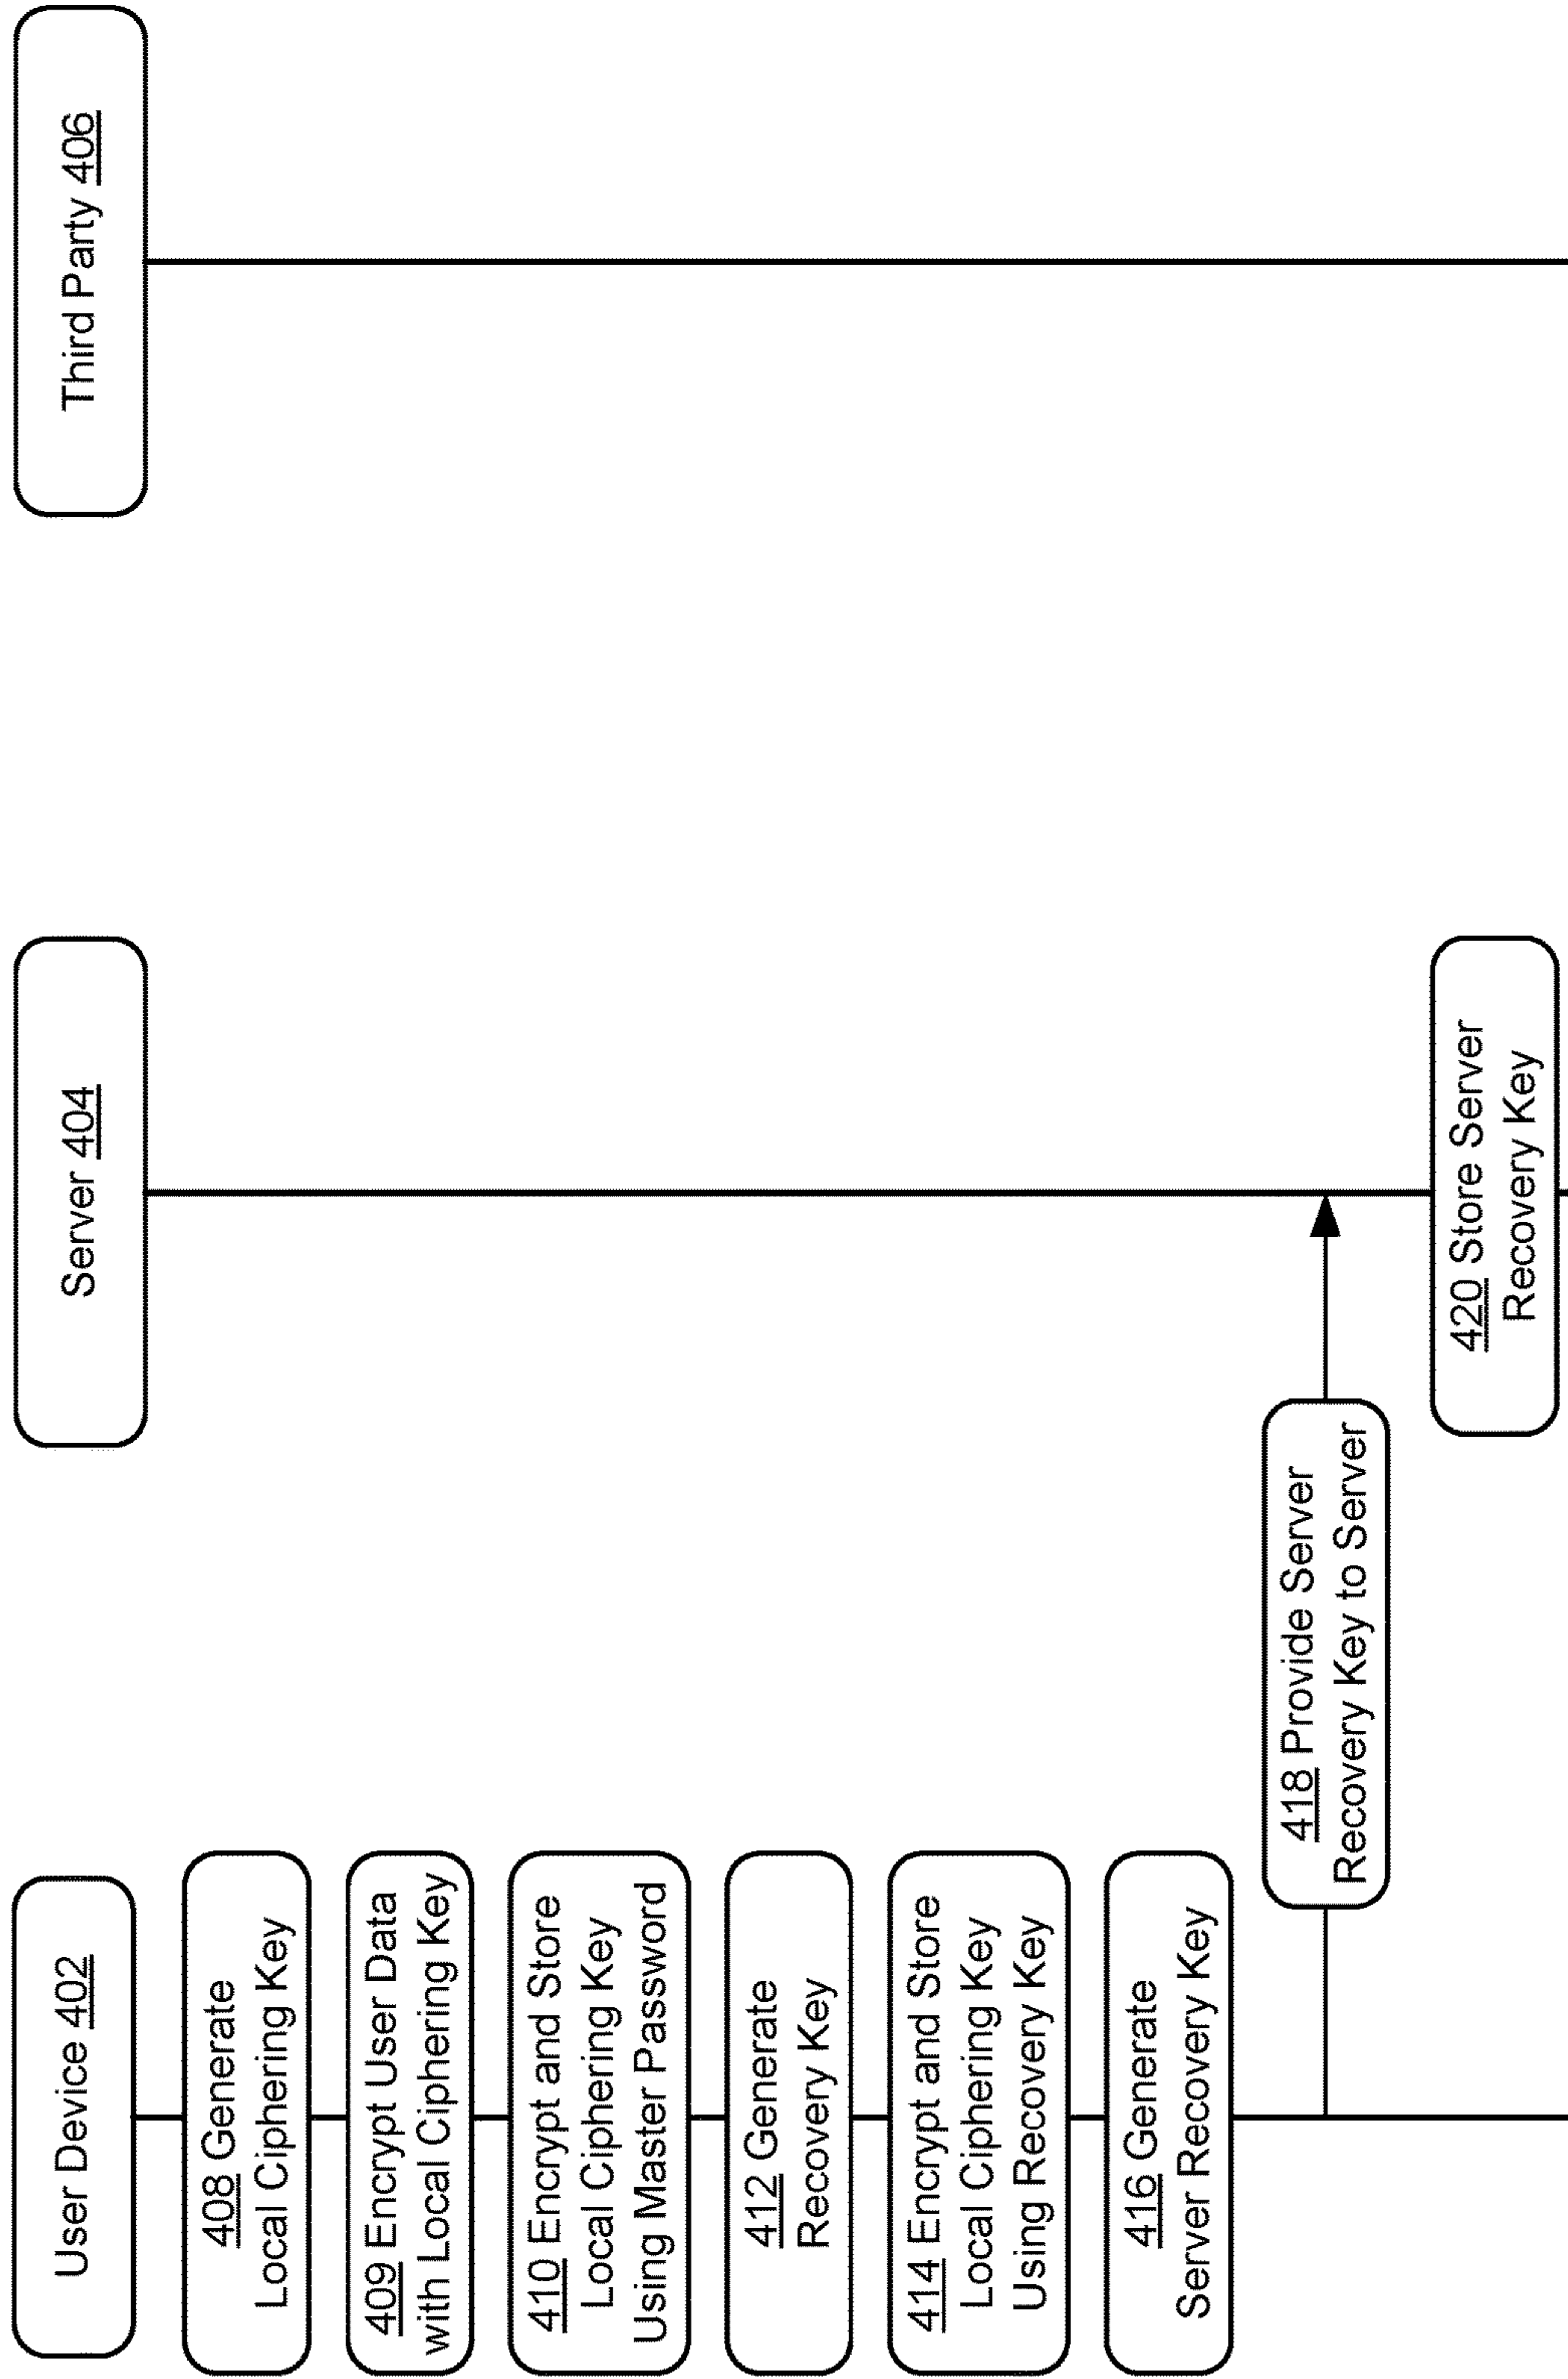 User Device 402
Server 404
Third Party 406
408 Generate
Local Ciphering Key
409 Encrypt User Data
with Local Ciphering Key
410 Encrypt and Store
Local Ciphering Key
Using Master Password
412 Generate
Recovery Key
414 Encrypt and Store
Local Ciphering Key
Using Recovery Key
416 Generate
Server Recovery Key
418 Provide Server
Recovery Key to Server
420 Store Server
Recovery Key